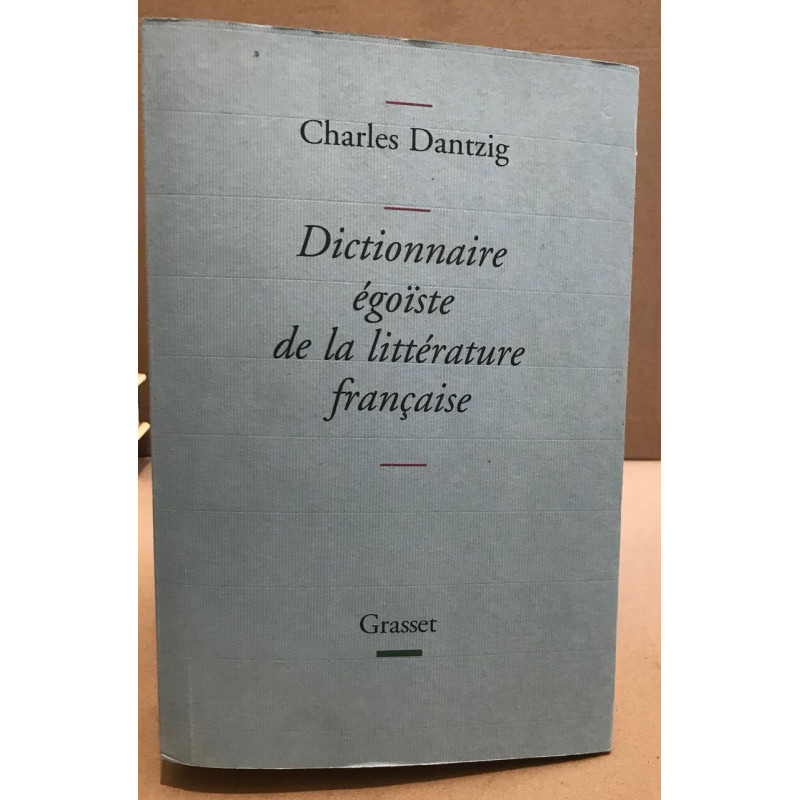 Charles Dantzig
Dictionnaire
égoïste
de la littérature
française
Grasset